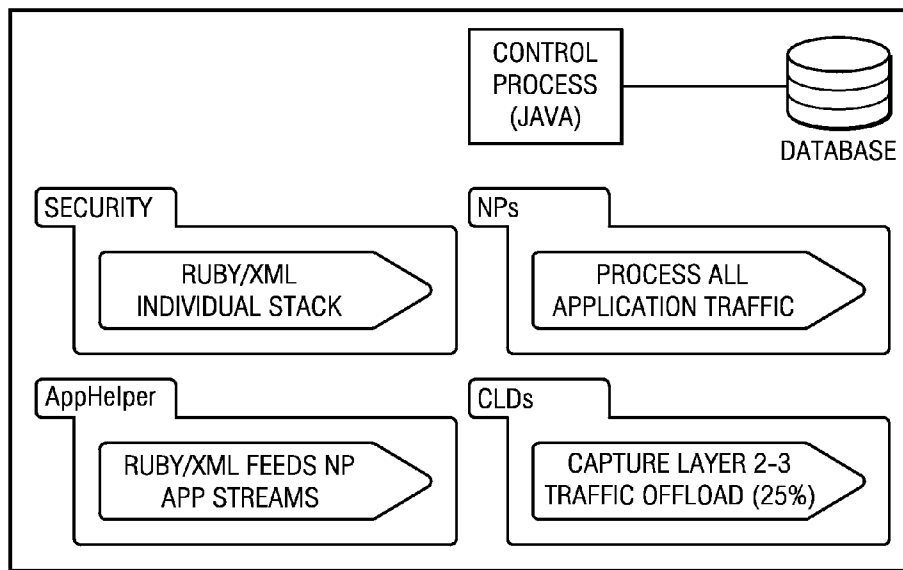 CONTROL
PROCESS
(JAVA)
DATABASE
SECURITY
RUBY/XML
INDIVIDUAL STACK
NPs
PROCESS ALL
APPLICATION TRAFFIC
AppHelper
RUBY/XML FEEDS NP
APP STREAMS
CLDs
CAPTURE LAYER 2-3
TRAFFIC OFFLOAD (25%)